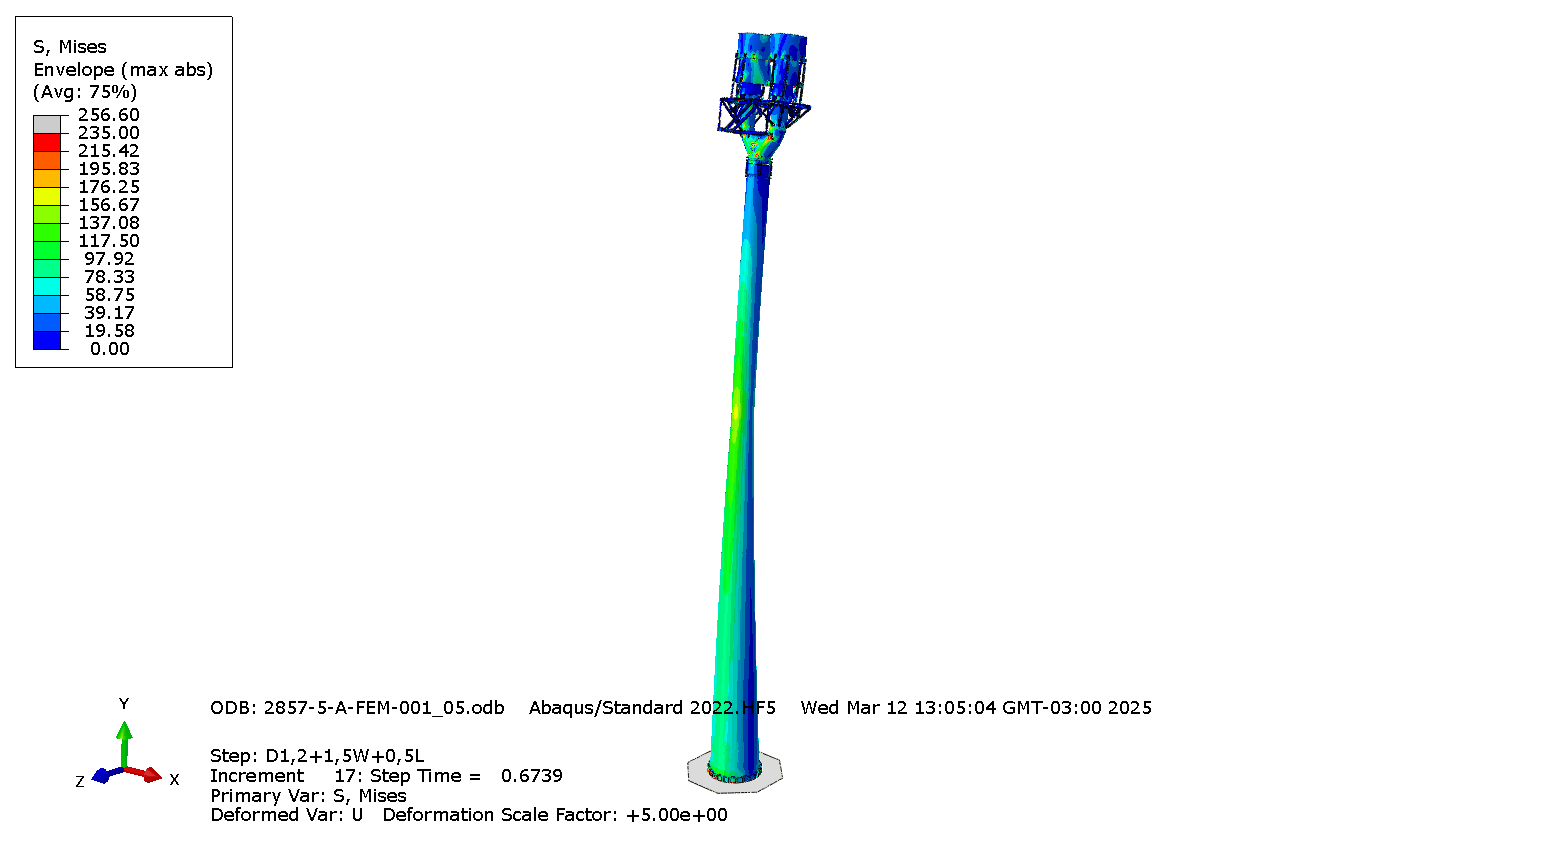 S, Mises
Envelope (max abs)
(Avg: 75%)
256.60
235.00
215.42
195.83
176.25
156.67
137.08
117.50
97.92
78.33
58.75
39.17
19.58
0.00
Y
Z
X
ODB: 2857-5-A-FEM-001_05.odb Abaqus/Standard 2022.HF5 Wed Mar 12 13:05:04 GMT-03:00 2025
Step: D1,2+1,5W+0,5L
Increment 17: Step Time = 0.6739
Primary Var: S, Mises
Deformed Var: U Deformation Scale Factor: +5.00e+00